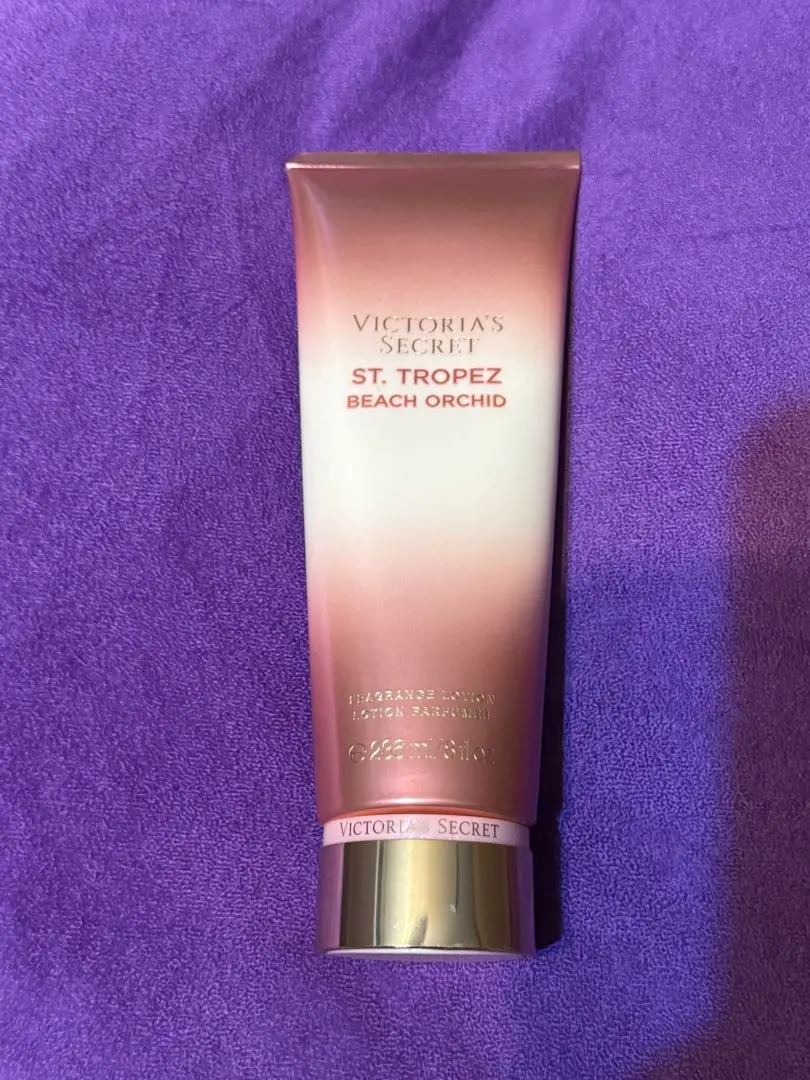 VICTORIA'S
SECRET
ST. TROPEZ
BEACH ORCHID
FRAGRANCE LOTION
LOTION PARFUMÉE
℮ 236 ml/8 fl oz
VICTORIA'S SECRET